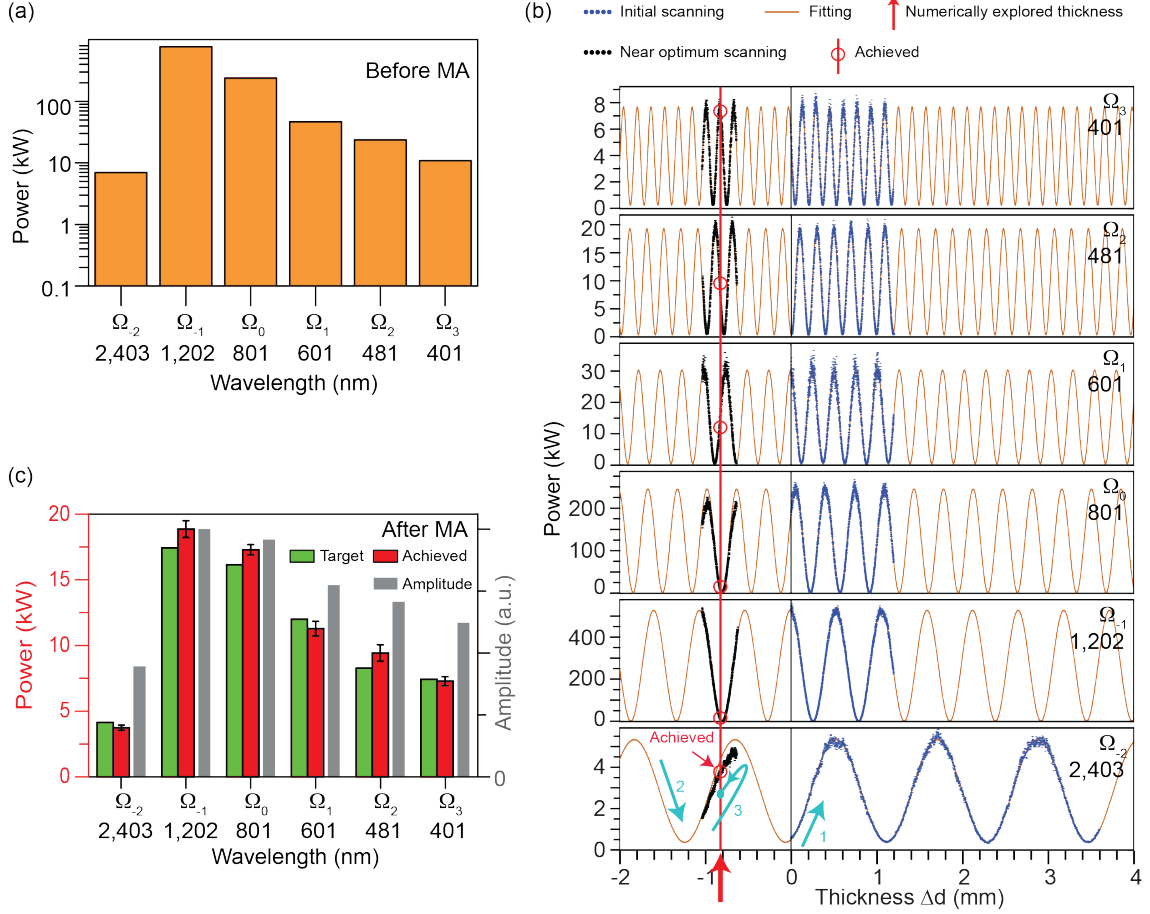 (a)
Before MA
Power (kW)
100
10
1
0.1
Ω-2 Ω-1 Ω0 Ω1 Ω2 Ω3
2,403 1,202 801 601 481 401
Wavelength (nm)
(b)
Initial scanning Fitting Numerically explored thickness
Near optimum scanning Achieved
Power (kW)
8
6
4
2
0
Ω3
401
20
15
10
5
0
Ω2
481
30
20
10
0
Ω1
601
200
100
0
Ω0
801
400
200
0
Ω-1
1,202
4
2
0
Ω-2
2,403
Achieved
2
3
1
-2 -1 0 1 2 3 4
Thickness Δd (mm)
(c)
After MA
Target Achieved
Amplitude
Power (kW)
20
15
10
5
0
Amplitude (a.u.)
0
Ω-2 Ω-1 Ω0 Ω1 Ω2 Ω3
2,403 1,202 801 601 481 401
Wavelength (nm)